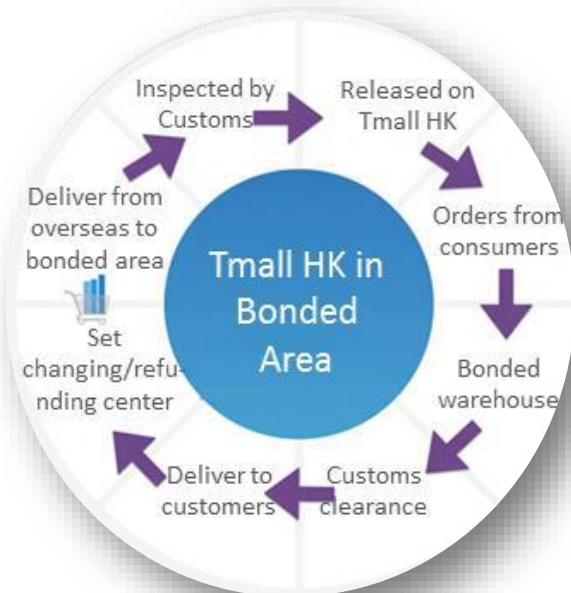 Tmall HK in
Bonded
Area
Deliver from
overseas to
bonded area
Inspected by
Customs
Released on
Tmall HK
Orders from
consumers
Bonded
warehouse
Customs
clearance
Deliver to
customers
Set
changing/refu-
nding center